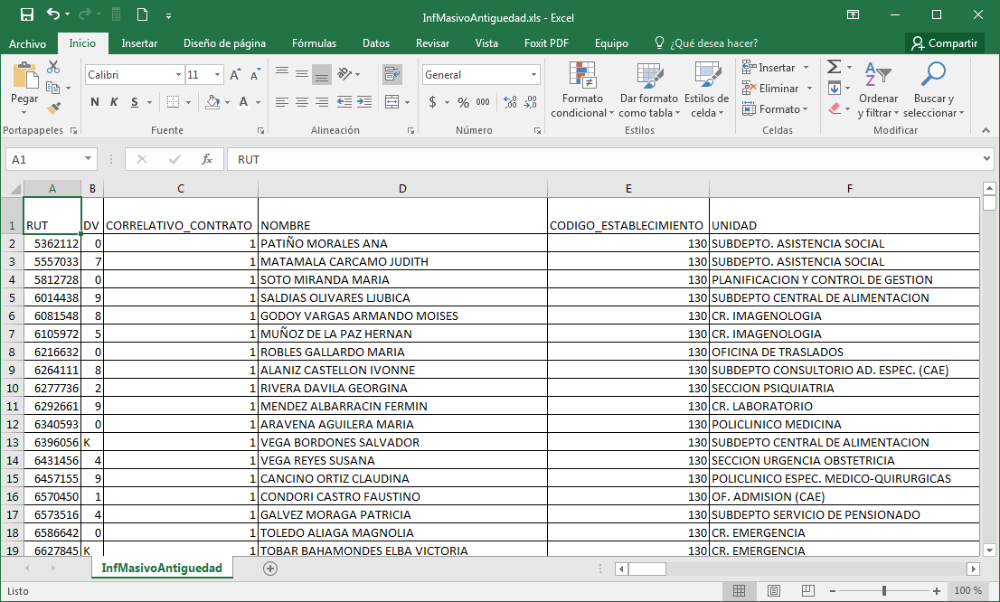 InfMasivoAntiguedad.xls - Excel
Archivo Inicio Insertar Diseño de página Fórmulas Datos Revisar Vista Foxit PDF Equipo ¿Qué desea hacer? Compartir
Pegar
Portapapeles
Calibri 11 A A
N K S A
Fuente
Alineación
General
$ % 000
Número
Formato condicional
Dar formato como tabla
Estilos de celda
Estilos
Insertar
Eliminar
Formato
Celdas
Ordenar y filtrar
Buscar y seleccionar
Modificar
A1 fx RUT
A B C D E F
1 RUT DV CORRELATIVO_CONTRATO NOMBRE CODIGO_ESTABLECIMIENTO UNIDAD
2 5362112 0 1 PATIÑO MORALES ANA 130 SUBDEPTO. ASISTENCIA SOCIAL
3 5557033 7 1 MATAMALA CARCAMO JUDITH 130 SUBDEPTO. ASISTENCIA SOCIAL
4 5812728 0 1 SOTO MIRANDA MARIA 130 PLANIFICACION Y CONTROL DE GESTION
5 6014438 9 1 SALDIAS OLIVARES LJUBICA 130 SUBDEPTO CENTRAL DE ALIMENTACION
6 6081548 8 1 GODOY VARGAS ARMANDO MOISES 130 CR. IMAGENOLOGIA
7 6105972 5 1 MUÑOZ DE LA PAZ HERNAN 130 CR. IMAGENOLOGIA
8 6216632 0 1 ROBLES GALLARDO MARIA 130 OFICINA DE TRASLADOS
9 6264111 8 1 ALANIZ CASTELLON IVONNE 130 SUBDEPTO CONSULTORIO AD. ESPEC. (CAE)
10 6277736 2 1 RIVERA DAVILA GEORGINA 130 SECCION PSIQUIATRIA
11 6292661 9 1 MENDEZ ALBARRACIN FERMIN 130 CR. LABORATORIO
12 6340593 0 1 ARAVENA AGUILERA MARIA 130 POLICLINICO MEDICINA
13 6396056 K 1 VEGA BORDONES SALVADOR 130 SUBDEPTO CENTRAL DE ALIMENTACION
14 6431456 4 1 VEGA REYES SUSANA 130 SECCION URGENCIA OBSTETRICIA
15 6457155 9 1 CANCINO ORTIZ CLAUDINA 130 POLICLINICO ESPEC. MEDICO-QUIRURGICAS
16 6570450 1 1 CONDORI CASTRO FAUSTINO 130 OF. ADMISION (CAE)
17 6573516 4 1 GALVEZ MORAGA PATRICIA 130 SUBDEPTO SERVICIO DE PENSIONADO
18 6586642 0 1 TOLEDO ALIAGA MAGNOLIA 130 CR. EMERGENCIA
19 6627845 K 1 TOBAR BAHAMONDES ELBA VICTORIA 130 CR. EMERGENCIA
InfMasivoAntiguedad
Listo 100 %